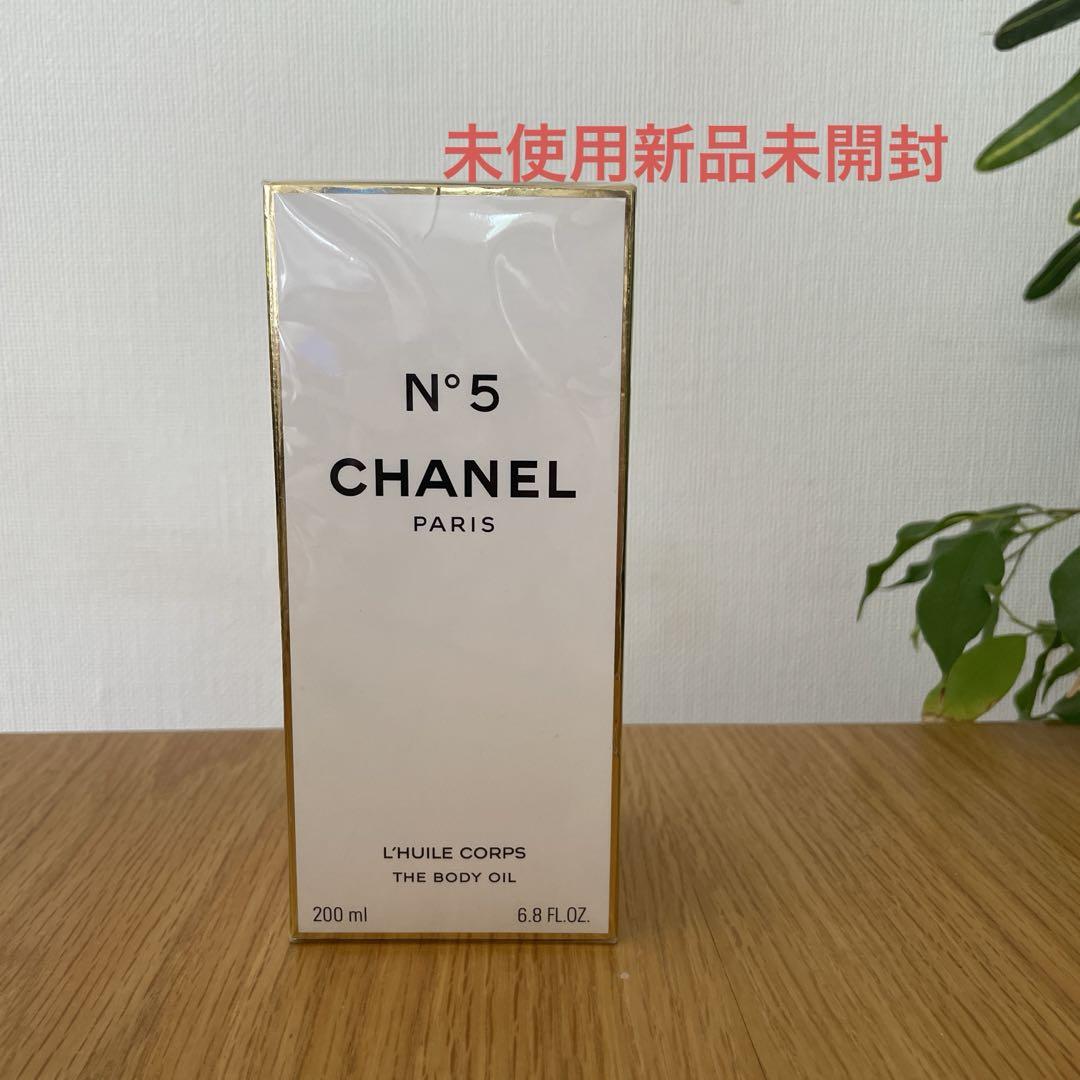 未使用新品未開封
N°5
CHANEL
PARIS
L'HUILE CORPS
THE BODY OIL
200 ml 6.8 FL.OZ.